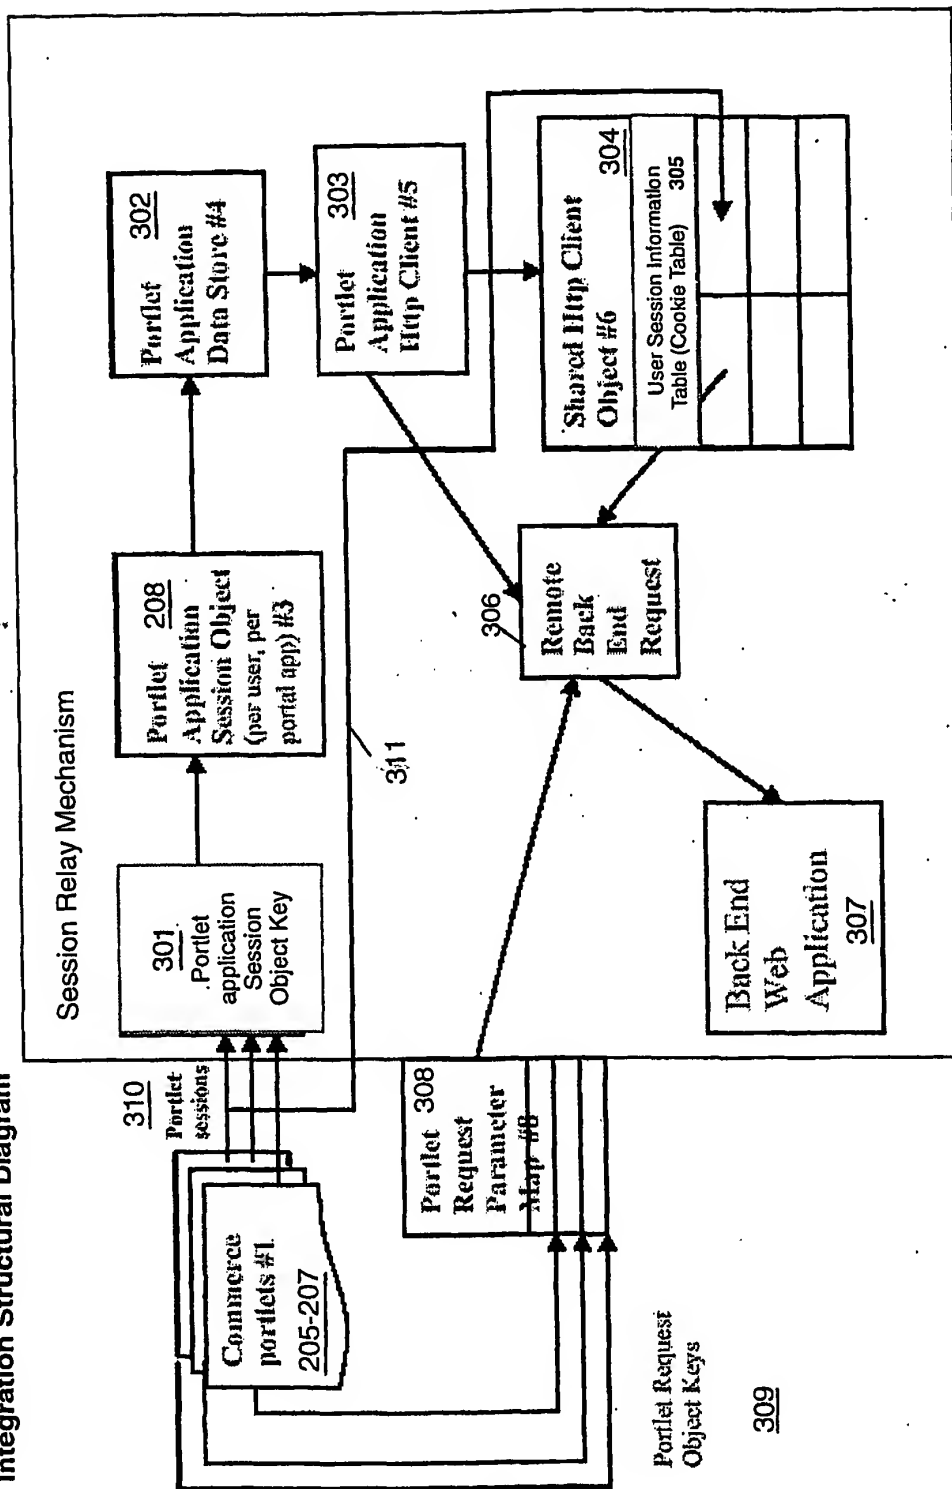 Integration Structural Diagram
Session Relay Mechanism
310
Portlet
sessions
Commerce
portlets #1
205-207
301
.Portlet
application
Session
Object Key
Portlet 208
Application
Session Object
(per user, per
portal app) #3
Portlet 302
Application
Data Store #4
Portlet 303
Application
Http Client #5
311
Shared Http Client
Object #6 304
User Session Information
Table (Cookie Table) 305
306
Remote
Back
End
Request
Portlet 308
Request
Parameter
Map #8
Back End
Web
Application
307
Portlet Request
Object Keys
309